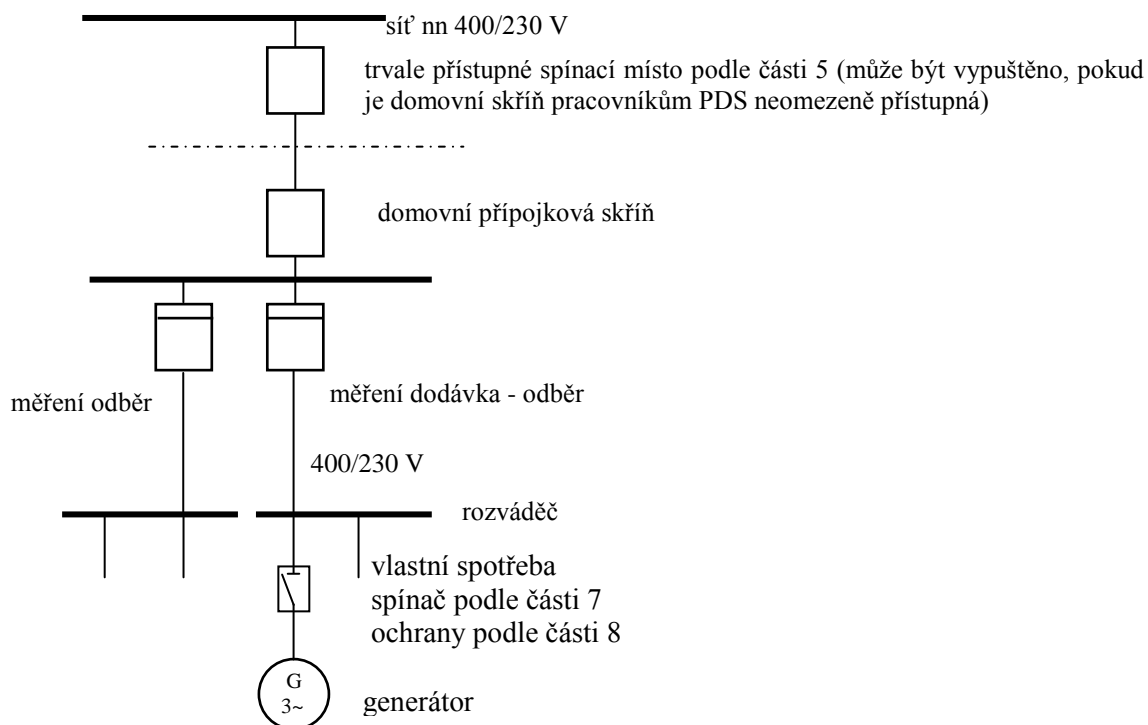 síť nn 400/230 V
trvale přístupné spínací místo podle části 5 (může být vypuštěno, pokud
je domovní skříň pracovníkům PDS neomezeně přístupná)
domovní přípojková skříň
měření odběr
měření dodávka - odběr
400/230 V
rozváděč
vlastní spotřeba
spínač podle části 7
ochrany podle části 8
G
3~
generátor